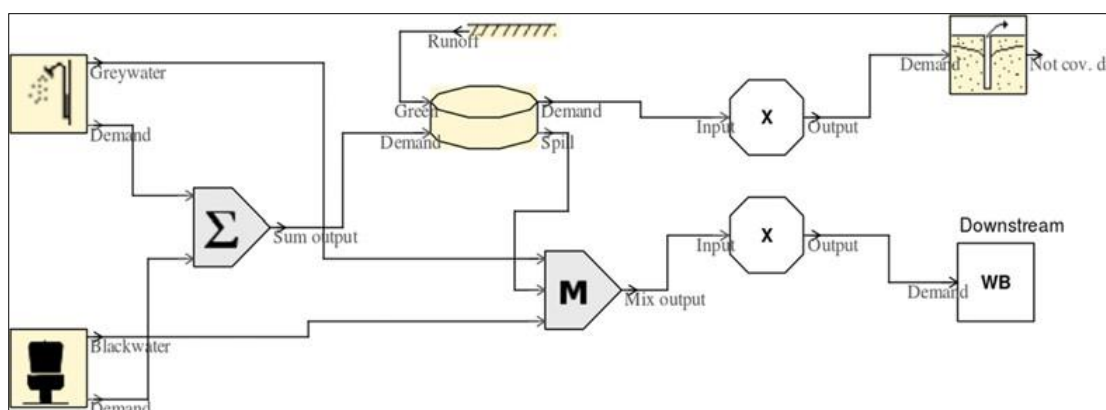 Runoff
Greywater
Demand
Not cov. d
Green
Demand
X
Demand
Demand
Spill
Input
Output
Σ
Sum output
Downstream
X
Input
Output
M
WB
Demand
Mix output
Blackwater
Demand